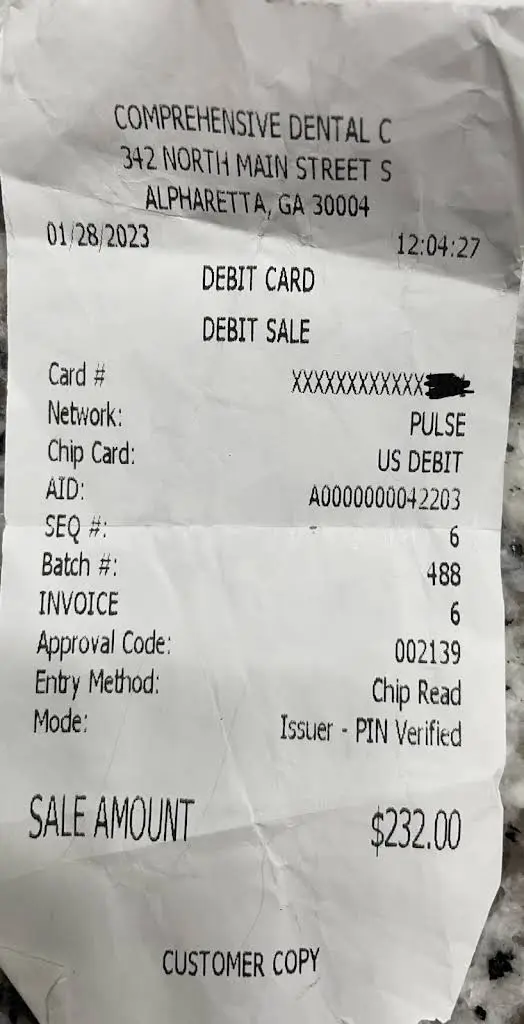 COMPREHENSIVE DENTAL C
342 NORTH MAIN STREET S
ALPHARETTA, GA 30004
01/28/2023 12:04:27
DEBIT CARD
DEBIT SALE
Card # XXXXXXXXXXXX
Network: PULSE
Chip Card: US DEBIT
AID: A0000000042203
SEQ #: 6
Batch #: 488
INVOICE 6
Approval Code: 002139
Entry Method: Chip Read
Mode: Issuer - PIN Verified
SALE AMOUNT $232.00
CUSTOMER COPY